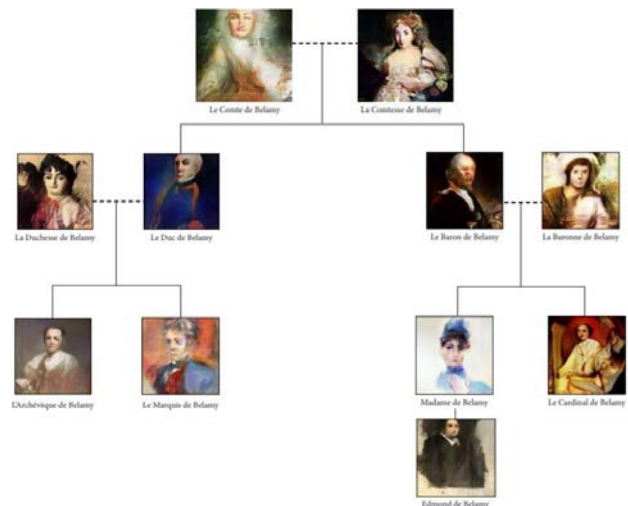 Le Comte de Belamy
La Comtesse de Belamy
La Duchesse de Belamy
Le Duc de Belamy
Le Baron de Belamy
La Baronne de Belamy
L'Archévique de Belamy
Le Marquis de Belamy
Madame de Belamy
Le Cardinal de Belamy
Edmond de Belamy